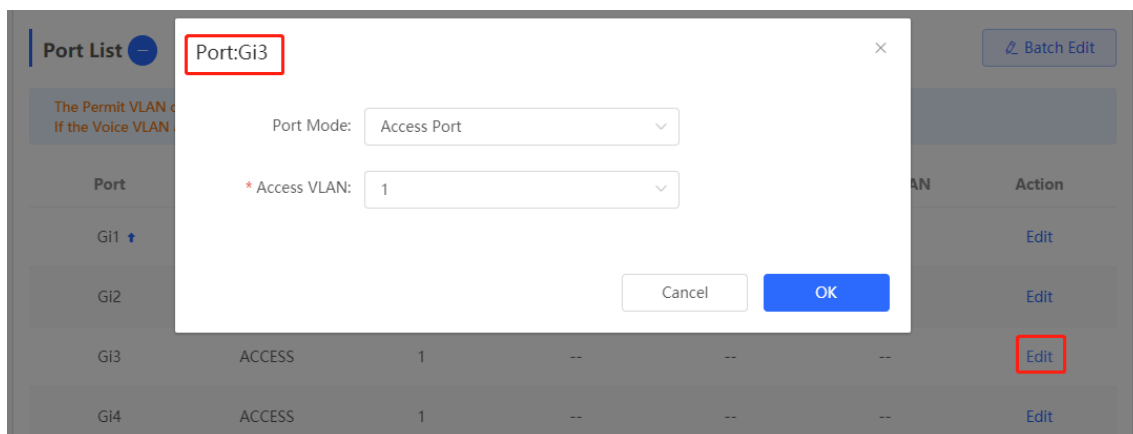 Port List
Port:Gi3
Batch Edit
The Permit VLAN
If the Voice VLAN
Port Mode: Access Port
* Access VLAN: 1
Port AN Action
Gi1 Edit
Gi2 Edit
Cancel OK
Gi3 ACCESS 1 -- -- -- Edit
Gi4 ACCESS 1 -- -- -- Edit